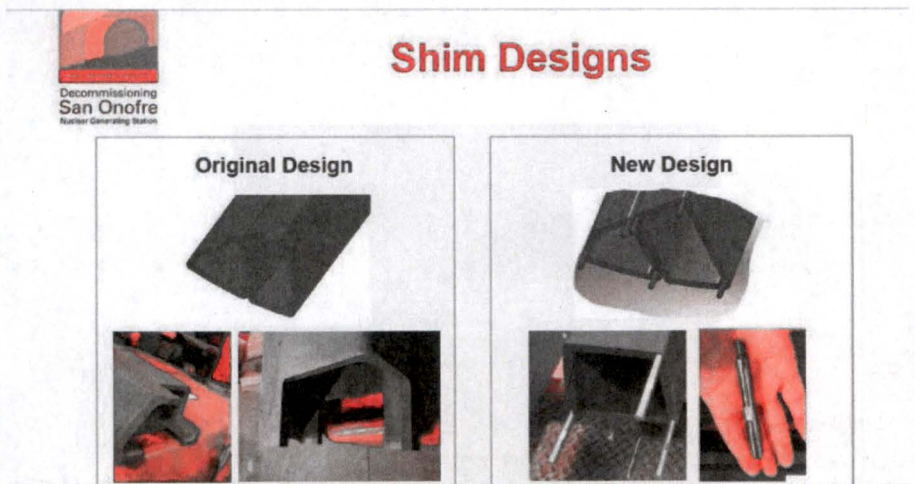 Shim Designs
Decommissioning
San Onofre
Nuclear Generating Station
Original Design
New Design